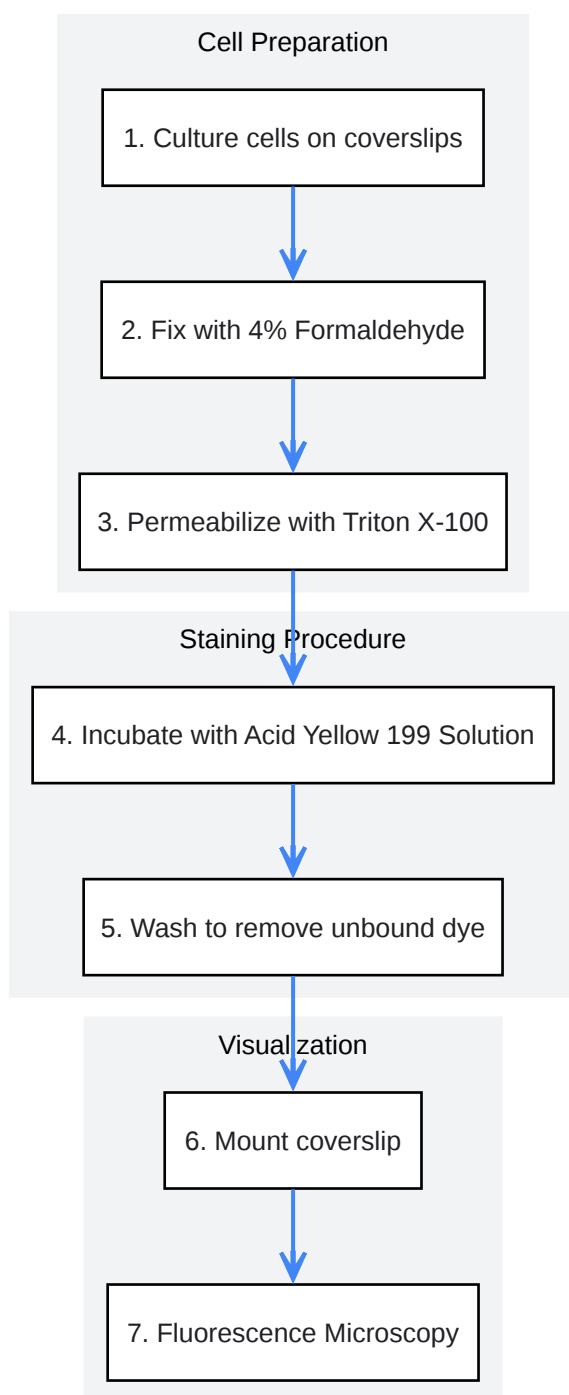 Cell Preparation
1. Culture cells on coverslips
2. Fix with 4% Formaldehyde
3. Permeabilize with Triton X-100
Staining Procedure
4. Incubate with Acid Yellow 199 Solution
5. Wash to remove unbound dye
Visualization
6. Mount coverslip
7. Fluorescence Microscopy